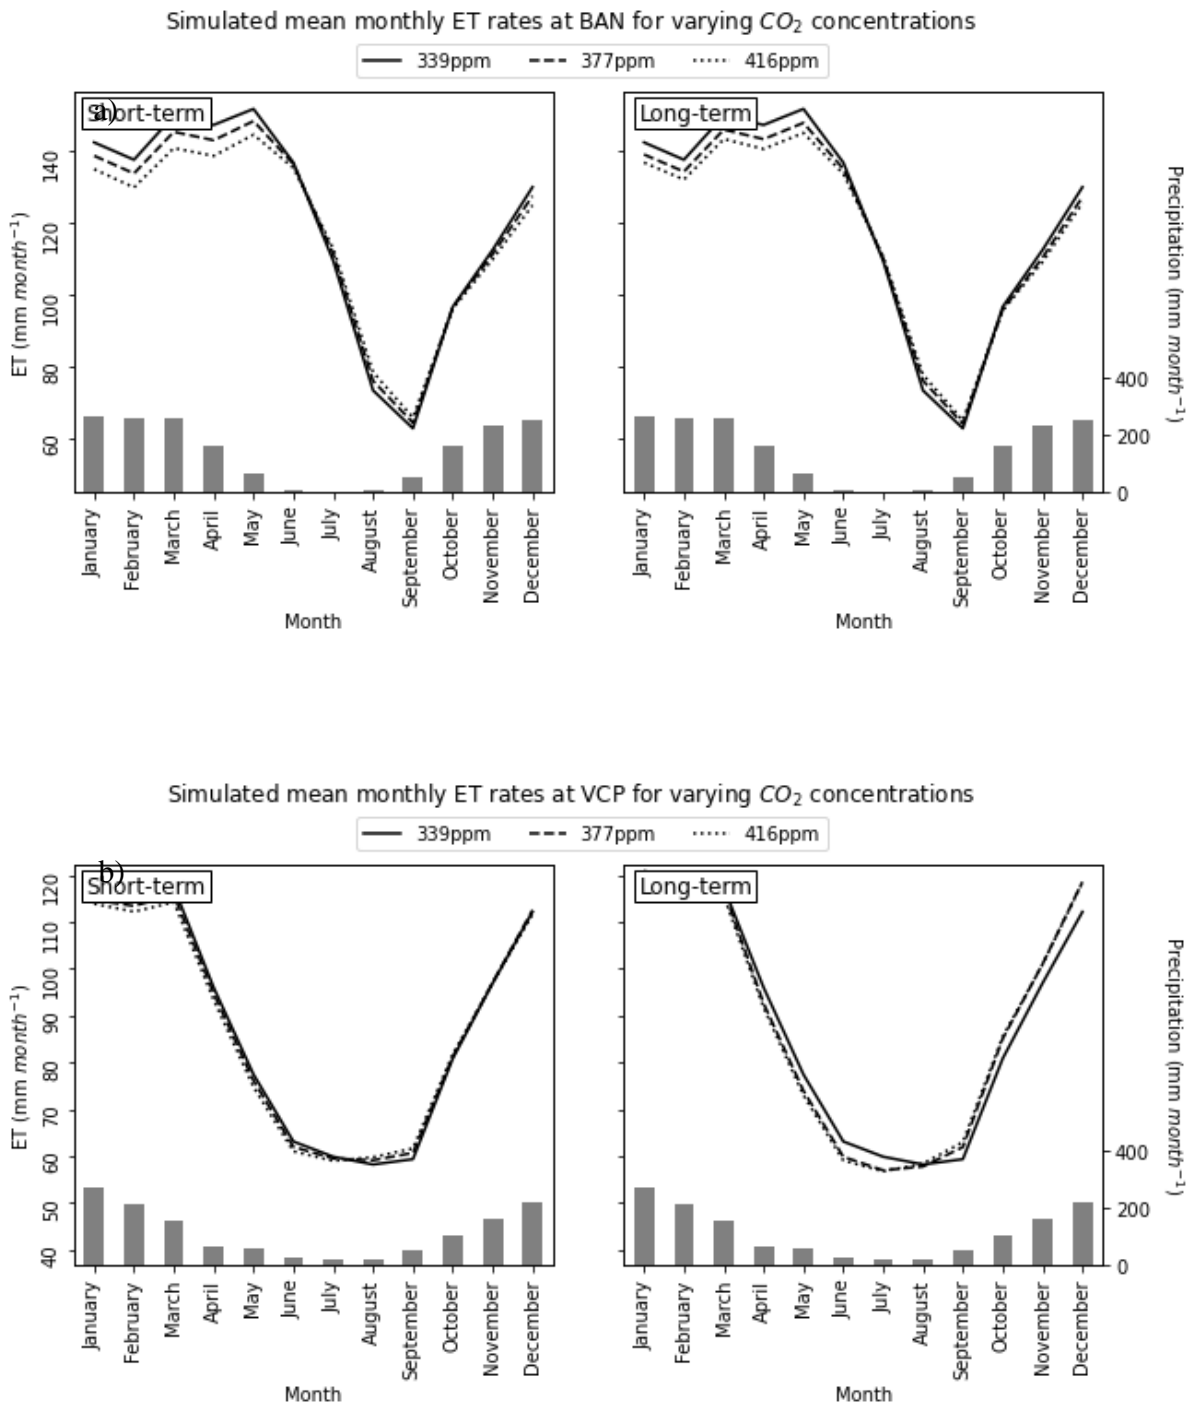 Simulated mean monthly ET rates at BAN for varying CO₂ concentrations
339ppm 377ppm 416ppm
a)
Short-term
Long-term
ET (mm month⁻¹)
140
120
100
80
60
Precipitation (mm month⁻¹)
400
200
0
January February March April May June July August September October November December
January February March April May June July August September October November December
Month
Month
Simulated mean monthly ET rates at VCP for varying CO₂ concentrations
339ppm 377ppm 416ppm
b)
Short-term
Long-term
ET (mm month⁻¹)
120
110
100
90
80
70
60
50
40
Precipitation (mm month⁻¹)
400
200
0
January February March April May June July August September October November December
January February March April May June July August September October November December
Month
Month